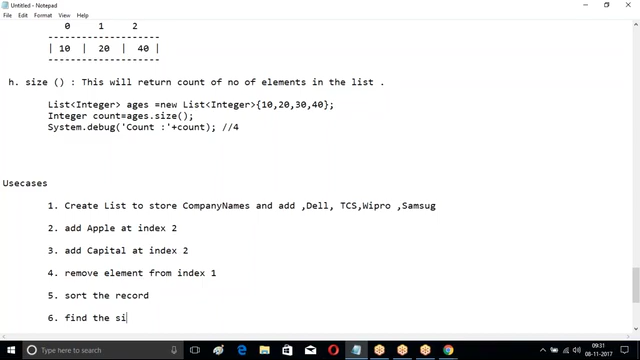 Untitled - Notepad
File Edit Format View Help
0 1 2
--------------------
| 10 | 20 | 40 |
--------------------
h. size () : This will return count of no of elements in the list .
List<Integer> ages =new List<Integer>{10,20,30,40};
Integer count=ages.size();
System.debug('Count :'+count); //4
Usecases
1. Create List to store CompanyNames and add ,Dell, TCS,Wipro ,Samsug
2. add Apple at index 2
3. add Capital at index 2
4. remove element from index 1
5. sort the record
6. find the si
Type here to search
09:31
08-11-2017